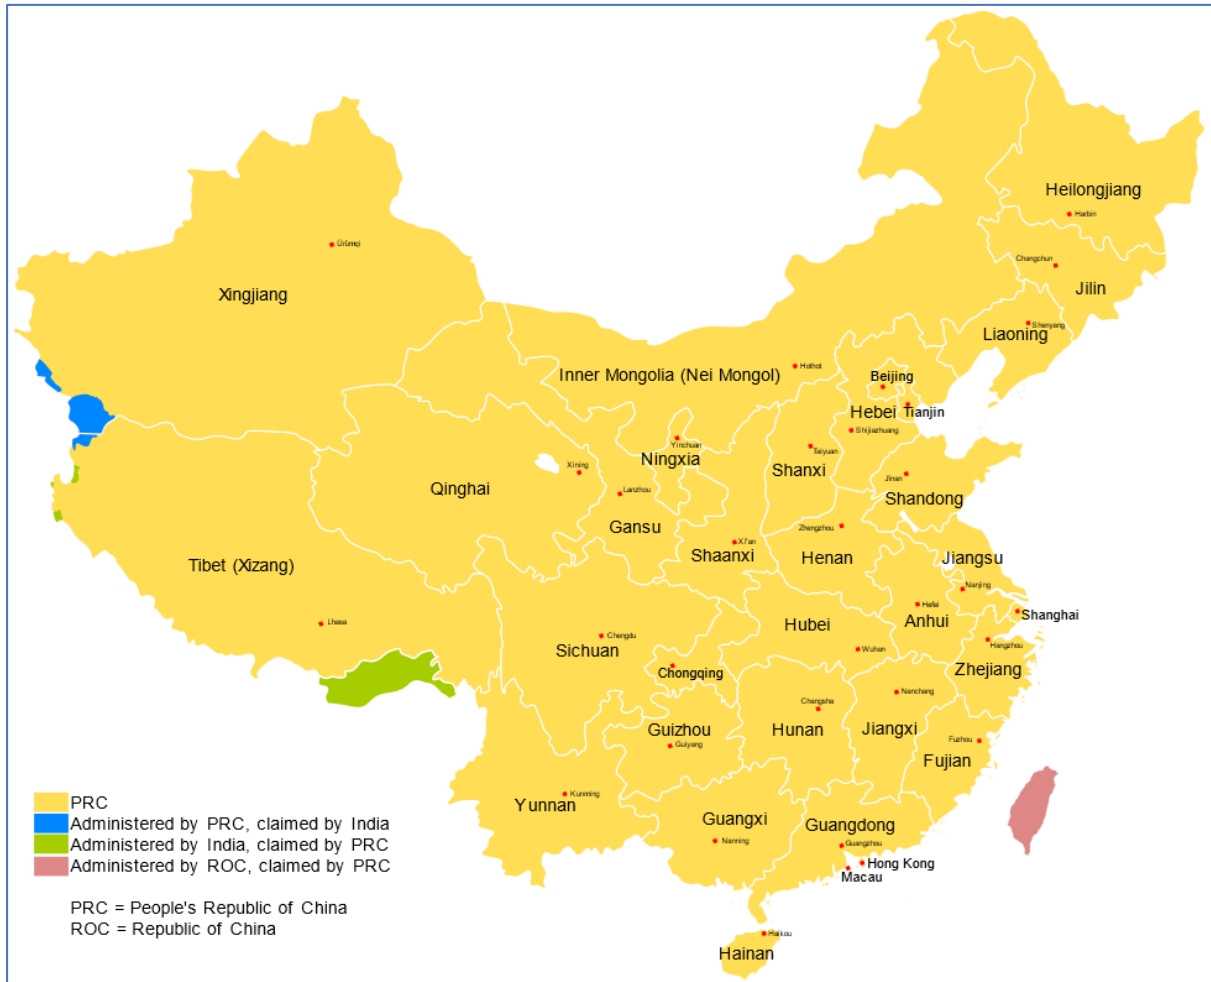 Heilongjiang
Harbin
Changchun
Ürümqi
Jilin
Xingjiang
Shenyang
Liaoning
Hohhot
Inner Mongolia (Nei Mongol)
Beijing
Hebei
Tianjin
Shijiazhuang
Yinchuan
Taiyuan
Ningxia
Xining
Shanxi
Jinan
Qinghai
Lanzhou
Shandong
Gansu
Zhengzhou
Xi'an
Shaanxi
Henan
Jiangsu
Tibet (Xizang)
Nanjing
Hefei
Shanghai
Lhasa
Hubei
Anhui
Chengdu
Hangzhou
Sichuan
Wuhan
Zhejiang
Chongqing
Nanchang
Changsha
Guizhou
Hunan
Jiangxi
Guiyang
Fuzhou
Fujian
Kunming
Yunnan
Guangxi
Guangdong
Nanning
Guangzhou
Hong Kong
Macau
Haikou
Hainan
PRC
Administered by PRC, claimed by India
Administered by India, claimed by PRC
Administered by ROC, claimed by PRC
PRC = People's Republic of China
ROC = Republic of China